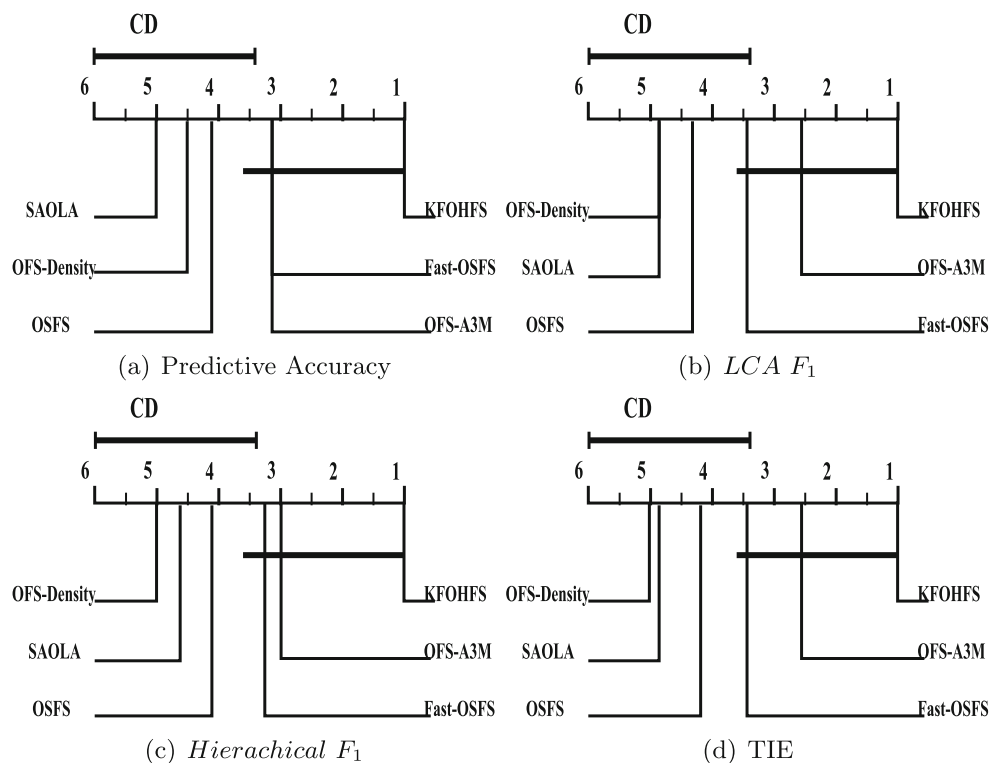 CD
6 5 4 3 2 1
SAOLA
KFOHFS
OFS-Density
Fast-OSFS
OSFS
OFS-A3M
(a) Predictive Accuracy
CD
6 5 4 3 2 1
OFS-Density
KFOHFS
SAOLA
OFS-A3M
OSFS
Fast-OSFS
(b) LCA F₁
CD
6 5 4 3 2 1
OFS-Density
KFOHFS
SAOLA
OFS-A3M
OSFS
Fast-OSFS
(c) Hierachical F₁
CD
6 5 4 3 2 1
OFS-Density
KFOHFS
SAOLA
OFS-A3M
OSFS
Fast-OSFS
(d) TIE